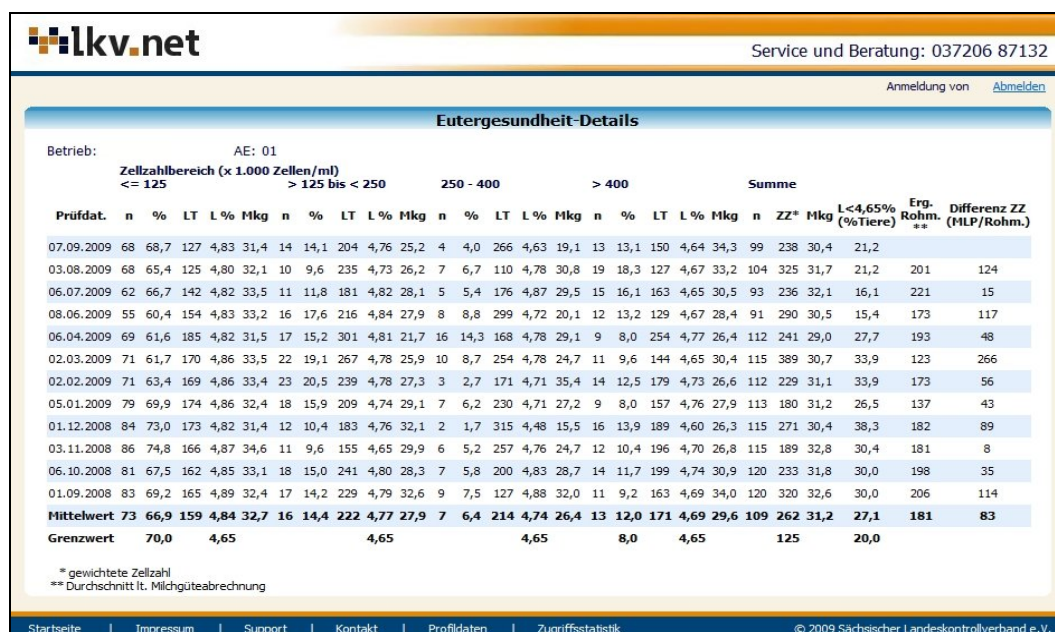 lkv.net
Service und Beratung: 037206 87132
Anmeldung von Abmelden
Eutergesundheit-Details
Betrieb: AE: 01
Zellzahlbereich (x 1.000 Zellen/ml)
<= 125 > 125 bis < 250 250 - 400 > 400 Summe
Prüfdat. n % LT L % Mkg n % LT L % Mkg n % LT L % Mkg n % LT L % Mkg n ZZ* Mkg L<4,65% (%Tiere) Erg. Rohm. ** Differenz ZZ (MLP/Rohm.)
07.09.2009 68 68,7 127 4,83 31,4 14 14,1 204 4,76 25,2 4 4,0 266 4,63 19,1 13 13,1 150 4,64 34,3 99 238 30,4 21,2
03.08.2009 68 65,4 125 4,80 32,1 10 9,6 235 4,73 26,2 7 6,7 110 4,78 30,8 19 18,3 127 4,67 33,2 104 325 31,7 21,2 201 124
06.07.2009 62 66,7 142 4,82 33,5 11 11,8 181 4,82 28,1 5 5,4 176 4,87 29,5 15 16,1 163 4,65 30,5 93 236 32,1 16,1 221 15
08.06.2009 55 60,4 154 4,83 33,2 16 17,6 216 4,84 27,9 8 8,8 299 4,72 20,1 12 13,2 129 4,67 28,4 91 290 30,5 15,4 173 117
06.04.2009 69 61,6 185 4,82 31,5 17 15,2 301 4,81 21,7 16 14,3 168 4,78 29,1 9 8,0 254 4,77 26,4 112 241 29,0 27,7 193 48
02.03.2009 71 61,7 170 4,86 33,5 22 19,1 267 4,78 25,9 10 8,7 254 4,78 24,7 11 9,6 144 4,65 30,4 115 389 30,7 33,9 123 266
02.02.2009 71 63,4 169 4,86 33,4 23 20,5 239 4,78 27,3 3 2,7 171 4,71 35,4 14 12,5 179 4,73 26,6 112 229 31,1 33,9 173 56
05.01.2009 79 69,9 174 4,86 32,4 18 15,9 209 4,74 29,1 7 6,2 230 4,71 27,2 9 8,0 157 4,76 27,9 113 180 31,2 26,5 137 43
01.12.2008 84 73,0 173 4,82 31,4 12 10,4 183 4,76 32,1 2 1,7 315 4,48 15,5 16 13,9 189 4,60 26,3 115 271 30,4 38,3 182 89
03.11.2008 86 74,8 166 4,87 34,6 11 9,6 155 4,65 29,9 6 5,2 257 4,76 24,7 12 10,4 196 4,70 26,8 115 189 32,8 30,4 181 8
06.10.2008 81 67,5 162 4,85 33,1 18 15,0 241 4,80 28,3 7 5,8 200 4,83 28,7 14 11,7 199 4,74 30,9 120 233 31,8 30,0 198 35
01.09.2008 83 69,2 165 4,89 32,4 17 14,2 229 4,79 32,6 9 7,5 127 4,88 32,0 11 9,2 163 4,69 34,0 120 320 32,6 30,0 206 114
Mittelwert 73 66,9 159 4,84 32,7 16 14,4 222 4,77 27,9 7 6,4 214 4,74 26,4 13 12,0 171 4,69 29,6 109 262 31,2 27,1 181 83
Grenzwert 70,0 4,65 4,65 4,65 8,0 4,65 125 20,0
* gewichtete Zellzahl
** Durchschnitt lt. Milchgüteabrechnung
Startseite | Impressum | Support | Kontakt | Profildaten | Zugriffsstatistik © 2009 Sächsischer Landeskontrollverband e.V.